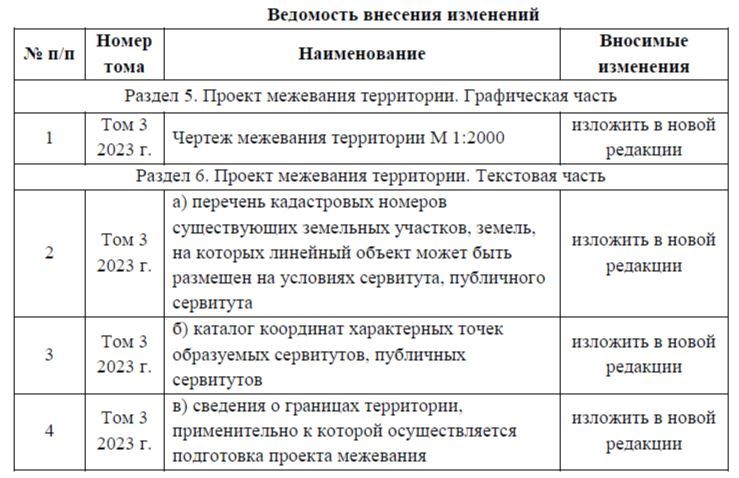 Ведомость внесения изменений
№ п/п
Номер
тома
Наименование
Вносимые
изменения
Раздел 5. Проект межевания территории. Графическая часть
1
Том 3
2023 г.
Чертеж межевания территории М 1:2000
изложить в новой
редакции
Раздел 6. Проект межевания территории. Текстовая часть
2
Том 3
2023 г.
а) перечень кадастровых номеров
существующих земельных участков, земель,
на которых линейный объект может быть
размещен на условиях сервитута, публичного
сервитута
изложить в новой
редакции
3
Том 3
2023 г.
б) каталог координат характерных точек
образуемых сервитутов, публичных
сервитутов
изложить в новой
редакции
4
Том 3
2023 г.
в) сведения о границах территории,
применительно к которой осуществляется
подготовка проекта межевания
изложить в новой
редакции